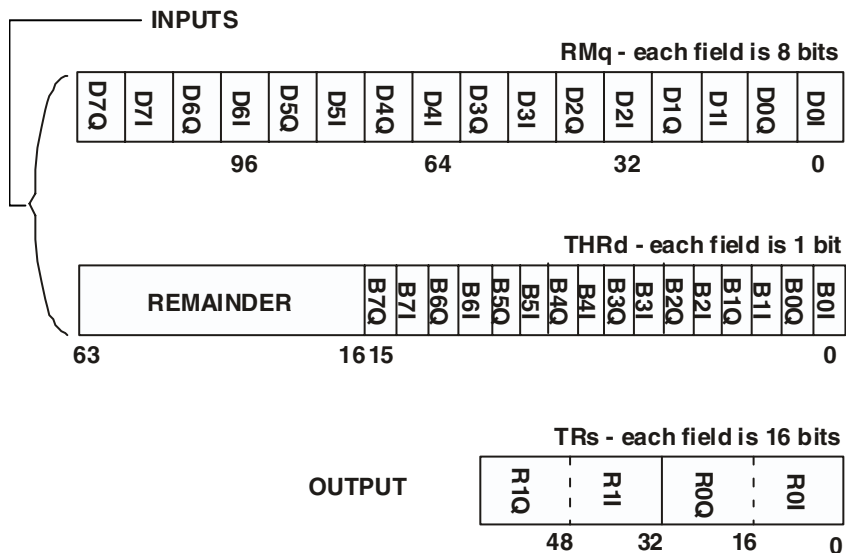 INPUTS
RMq - each field is 8 bits
D7Q D7I D6Q D6I D5Q D5I D4Q D4I D3Q D3I D2Q D2I D1Q D1I D0Q D0I
96 64 32 0
THRd - each field is 1 bit
REMAINDER B7Q B7I B6Q B6I B5Q B5I B4Q B4I B3Q B3I B2Q B2I B1Q B1I B0Q B0I
63 16 15 0
TRs - each field is 16 bits
OUTPUT R1Q R1I R0Q R0I
48 32 16 0